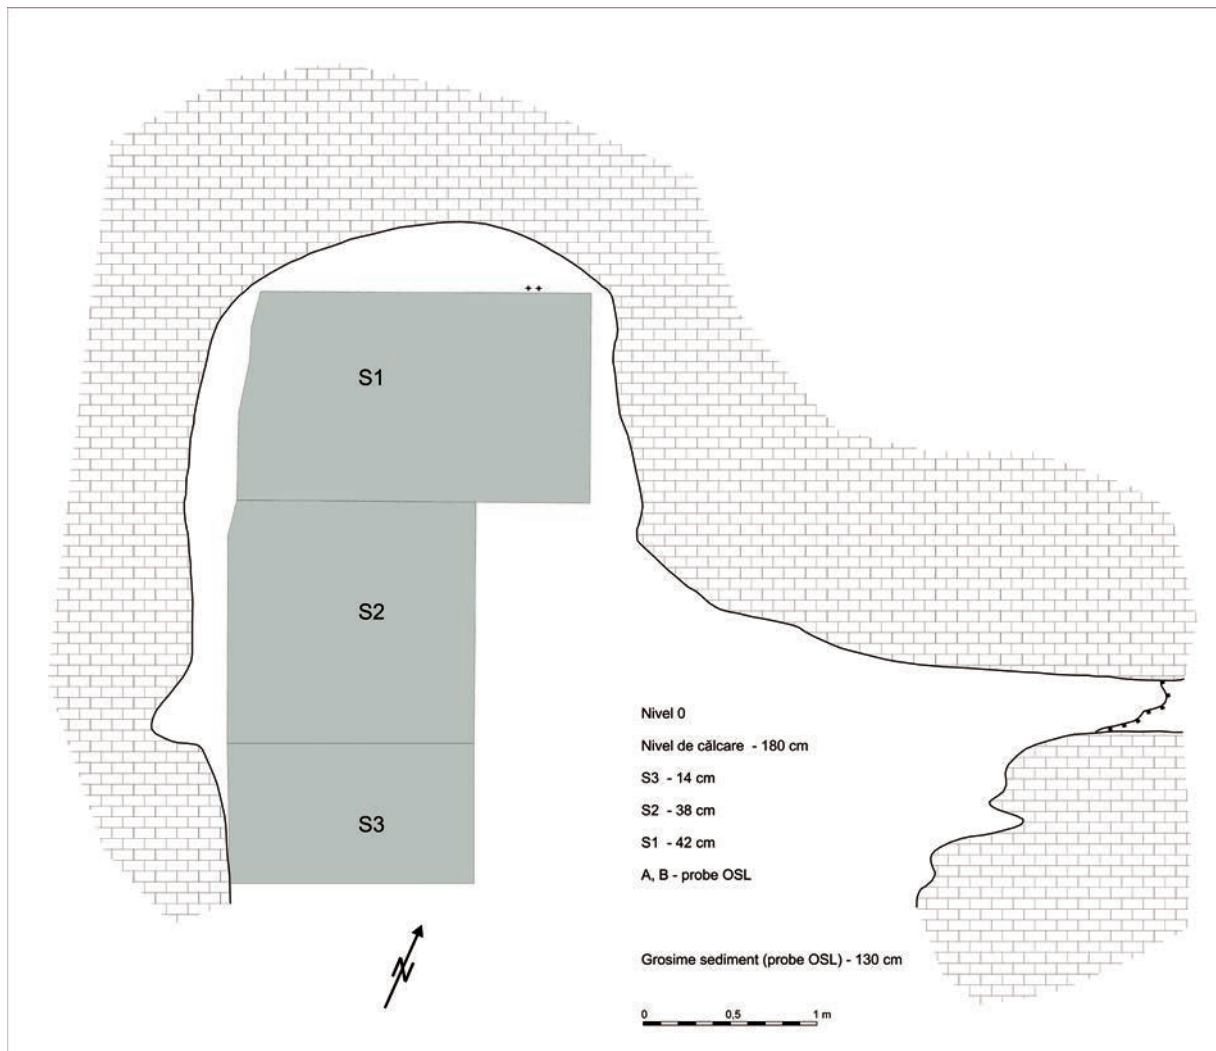 S1
S2
S3
Nivel 0
Nivel de călcare - 180 cm
S3 - 14 cm
S2 - 38 cm
S1 - 42 cm
A, B - probe OSL
Grosime sediment (probe OSL) - 130 cm
N
0 0,5 1 m